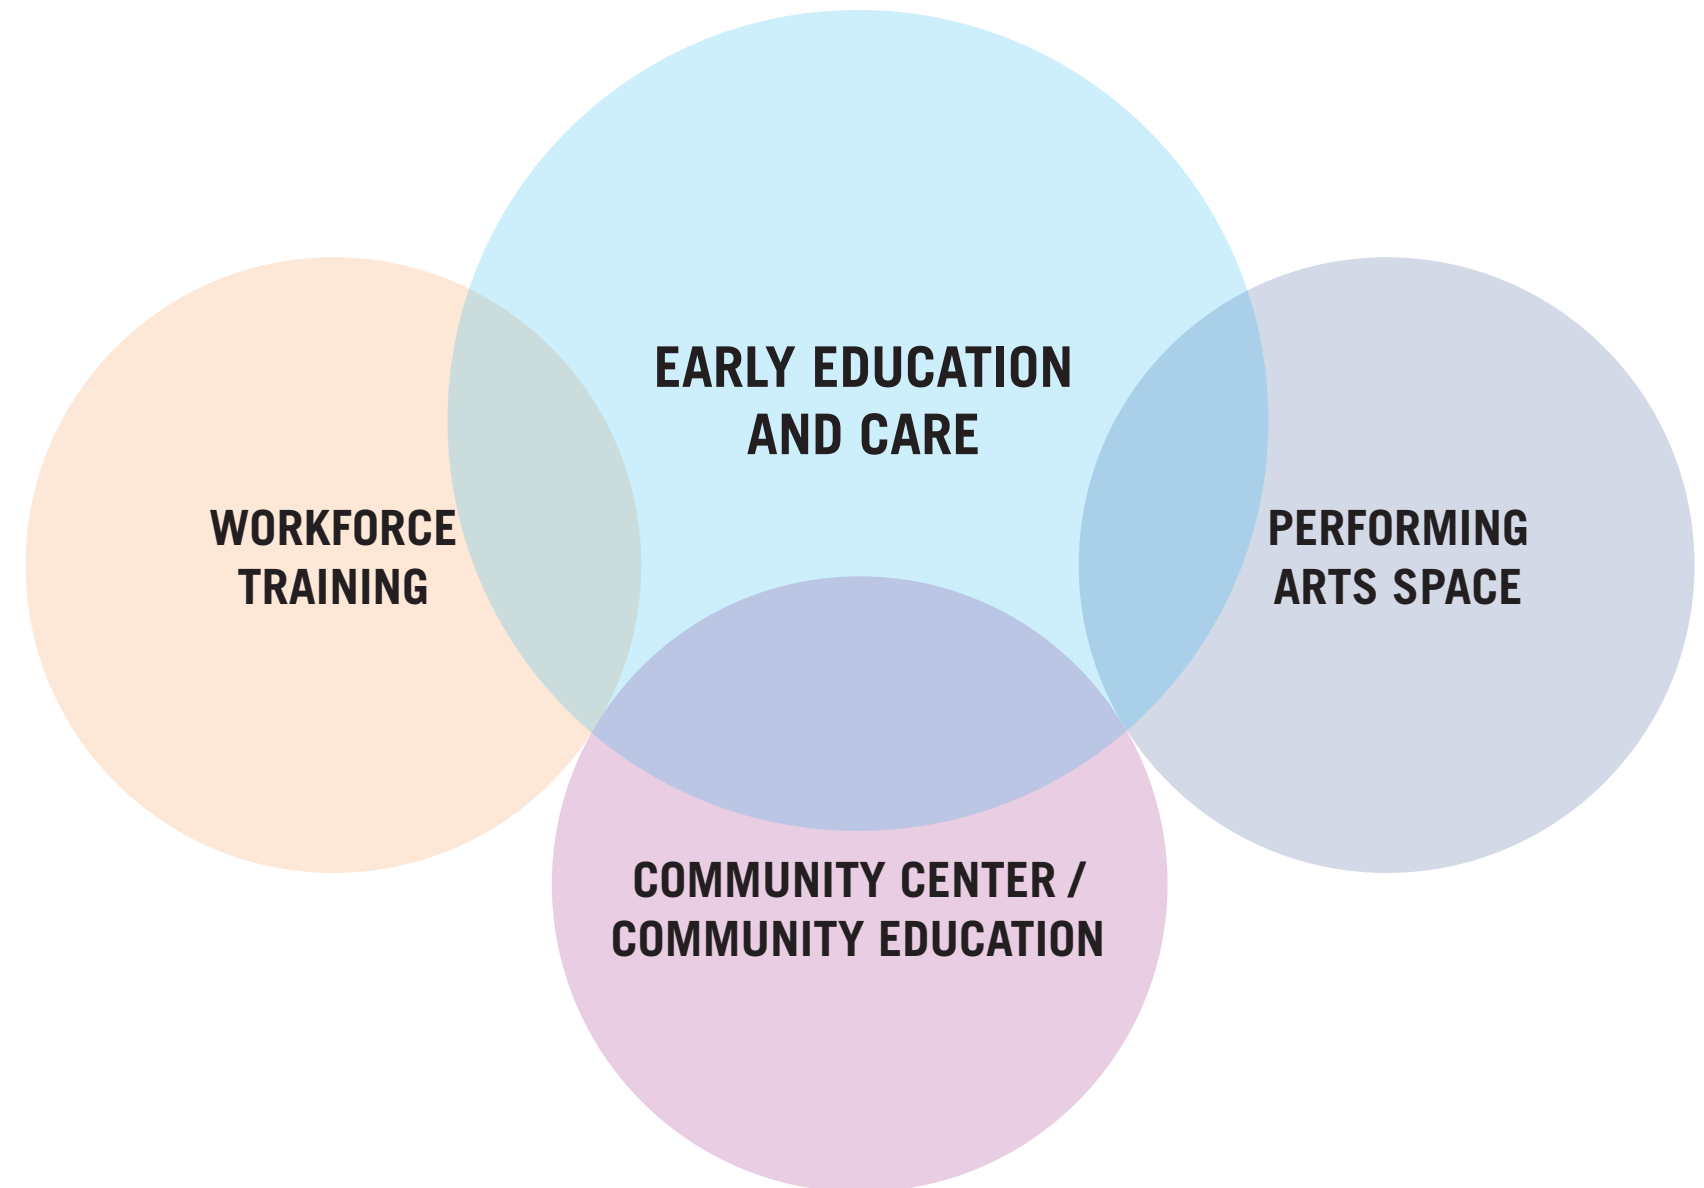 EARLY EDUCATION
AND CARE
WORKFORCE
TRAINING
PERFORMING
ARTS SPACE
COMMUNITY CENTER /
COMMUNITY EDUCATION